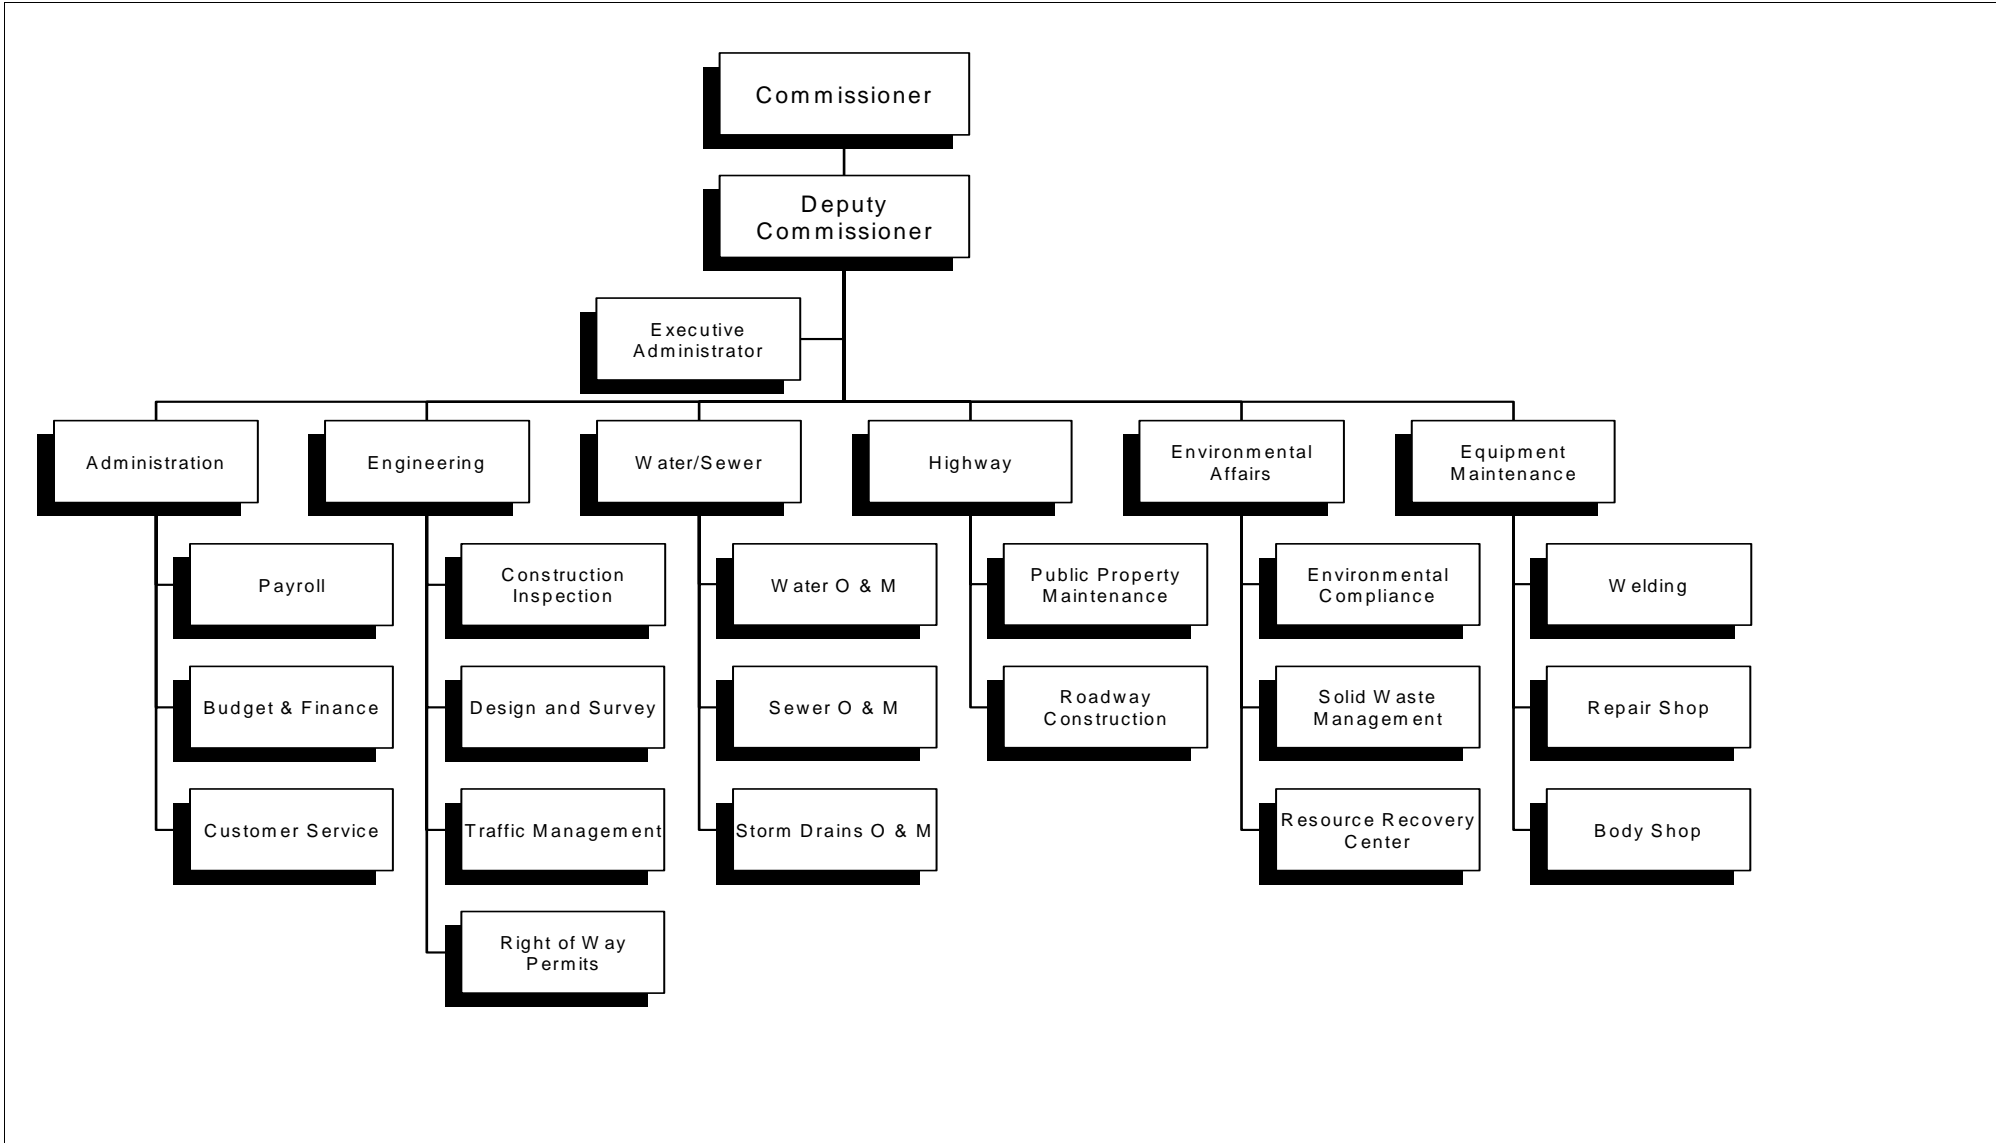 Commissioner
Deputy
Commissioner
Executive
Administrator
Administration
Engineering
Water/Sewer
Highway
Environmental
Affairs
Equipment
Maintenance
Payroll
Construction
Inspection
Water O & M
Public Property
Maintenance
Environmental
Compliance
Welding
Budget & Finance
Design and Survey
Sewer O & M
Roadway
Construction
Solid Waste
Management
Repair Shop
Customer Service
Traffic Management
Storm Drains O & M
Resource Recovery
Center
Body Shop
Right of Way
Permits